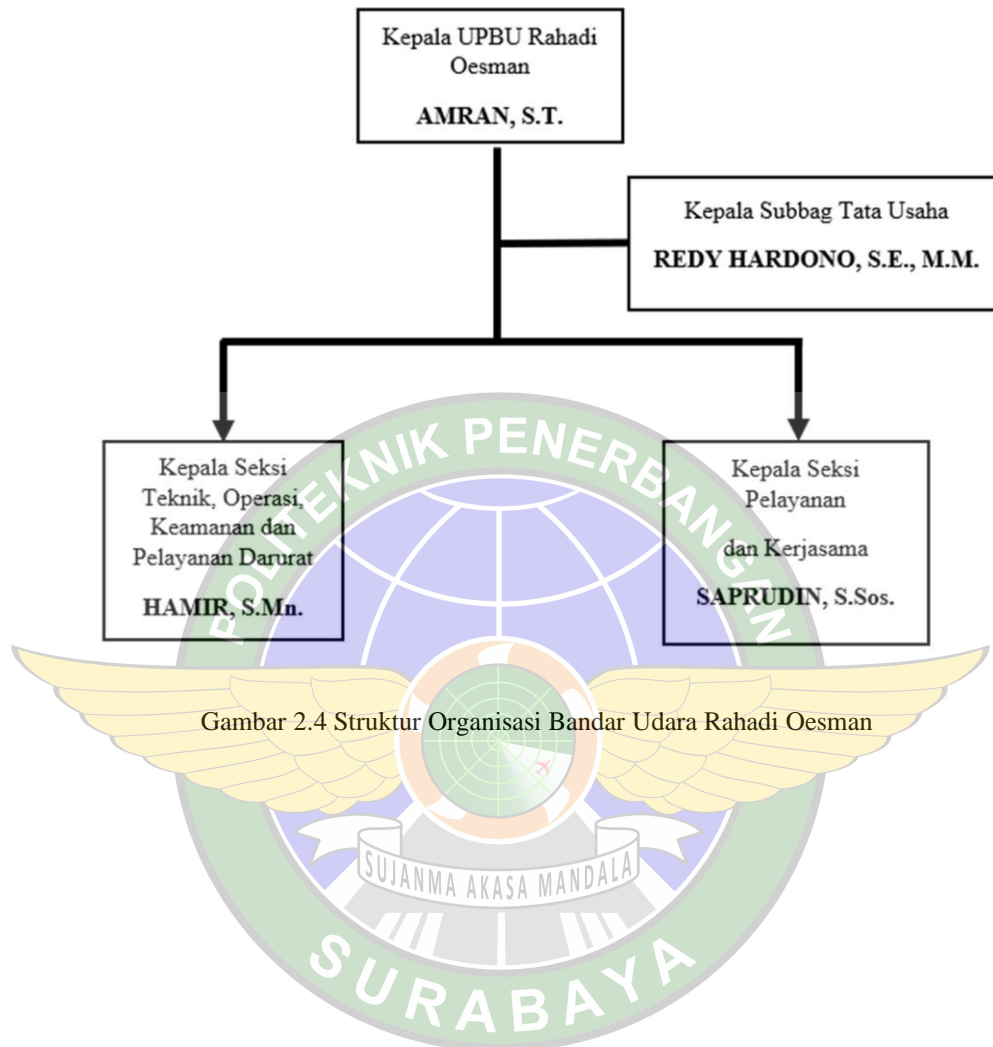 Kepala UPBU Rahadi
Oesman
AMRAN, S.T.
Kepala Subbag Tata Usaha
REDY HARDONO, S.E., M.M.
Kepala Seksi
Teknik, Operasi,
Keamanan dan
Pelayanan Darurat
HAMIR, S.Mn.
Kepala Seksi
Pelayanan
dan Kerjasama
SAPRUDIN, S.Sos.
POLITEKNIK PENERBANGAN
Gambar 2.4 Struktur Organisasi Bandar Udara Rahadi Oesman
SUJANMA AKASA MANDALA
SURABAYA